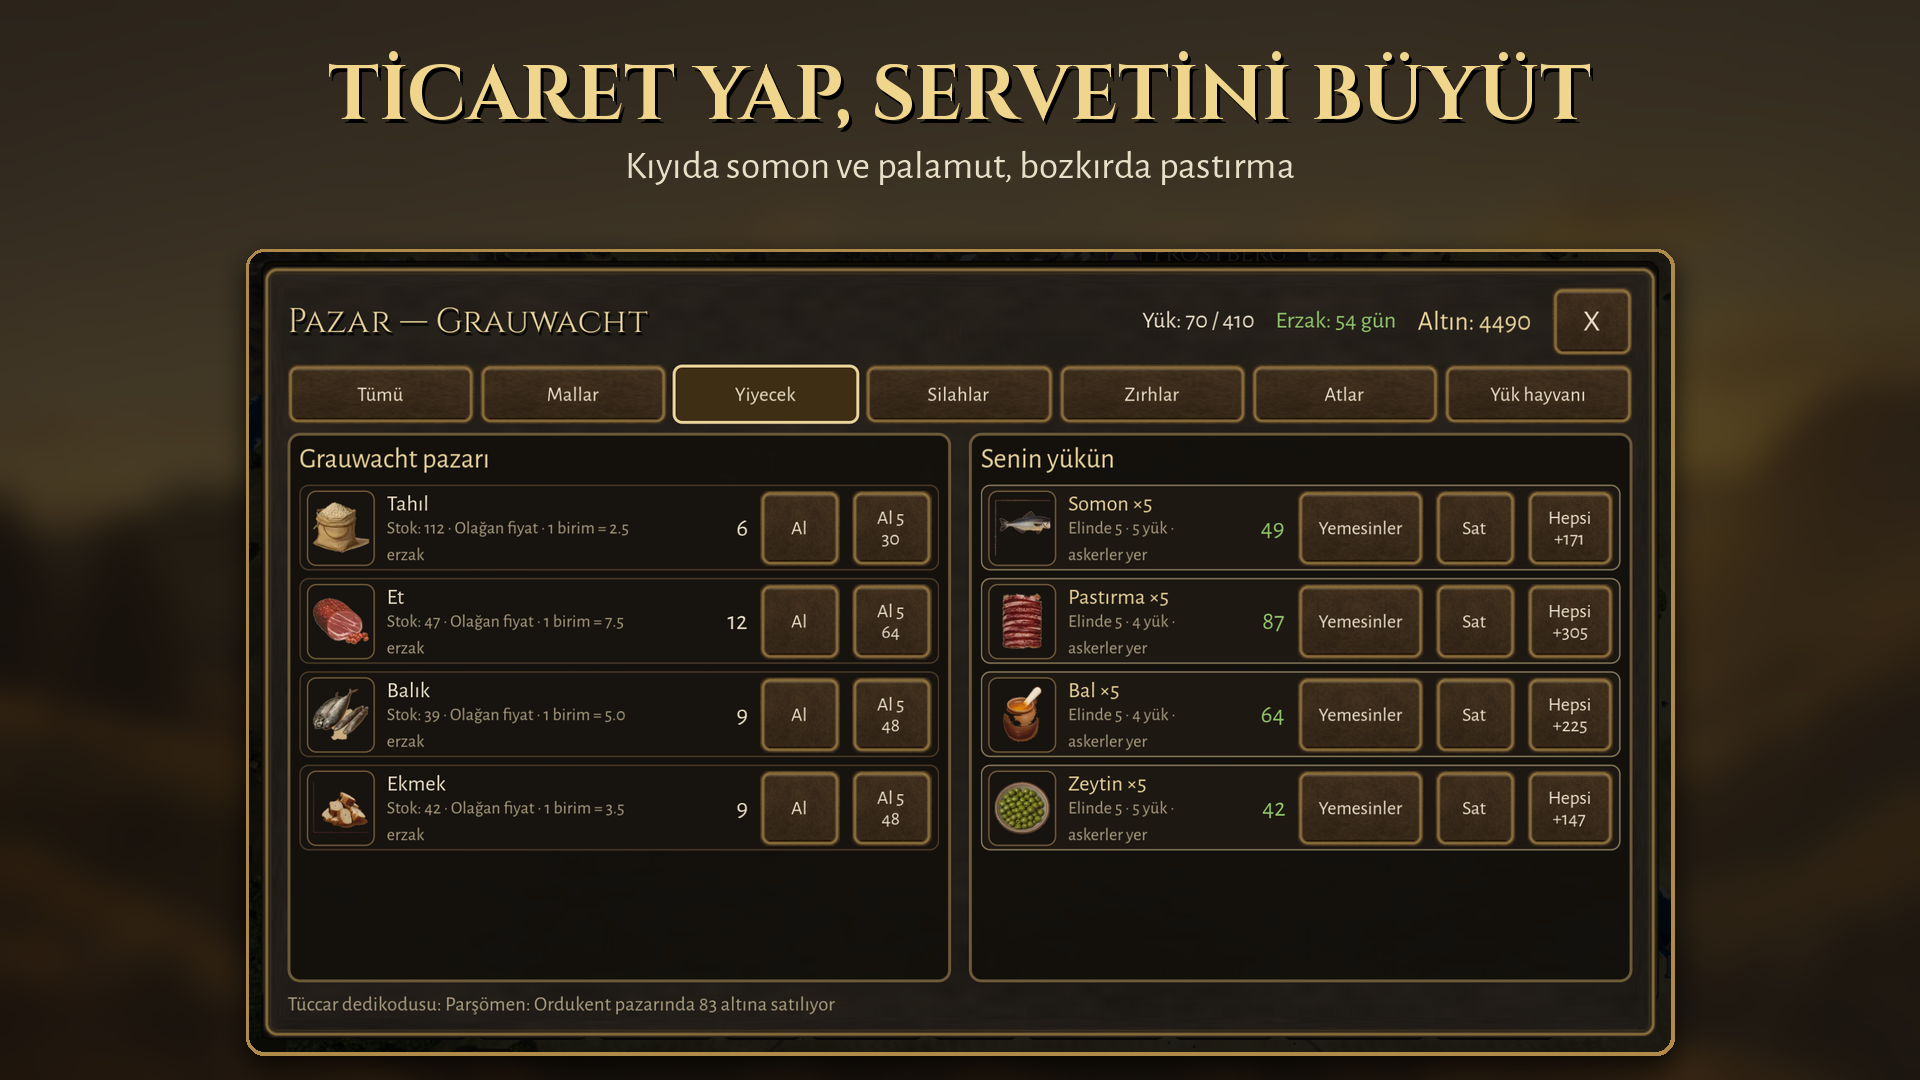 TİCARET YAP, SERVETİNİ BÜYÜT
Kıyıda somon ve palamut, bozkırda pastırma
FROSTBERG
PAZAR — GRAUWACHT
Yük: 70 / 410
Erzak: 54 gün
Altın: 4490
X
Tümü
Mallar
Yiyecek
Silahlar
Zırhlar
Atlar
Yük hayvanı
Grauwacht pazarı
Tahıl
Stok: 112 · Olağan fiyat · 1 birim = 2.5
erzak
6
Al
Al 5
30
Et
Stok: 47 · Olağan fiyat · 1 birim = 7.5
erzak
12
Al
Al 5
64
Balık
Stok: 39 · Olağan fiyat · 1 birim = 5.0
erzak
9
Al
Al 5
48
Ekmek
Stok: 42 · Olağan fiyat · 1 birim = 3.5
erzak
9
Al
Al 5
48
Senin yükün
Somon ×5
Elinde 5 · 5 yük ·
askerler yer
49
Yemesinler
Sat
Hepsi
+171
Pastırma ×5
Elinde 5 · 4 yük ·
askerler yer
87
Yemesinler
Sat
Hepsi
+305
Bal ×5
Elinde 5 · 4 yük ·
askerler yer
64
Yemesinler
Sat
Hepsi
+225
Zeytin ×5
Elinde 5 · 5 yük ·
askerler yer
42
Yemesinler
Sat
Hepsi
+147
Tüccar dedikodusu: Parşömen: Ordukent pazarında 83 altına satılıyor